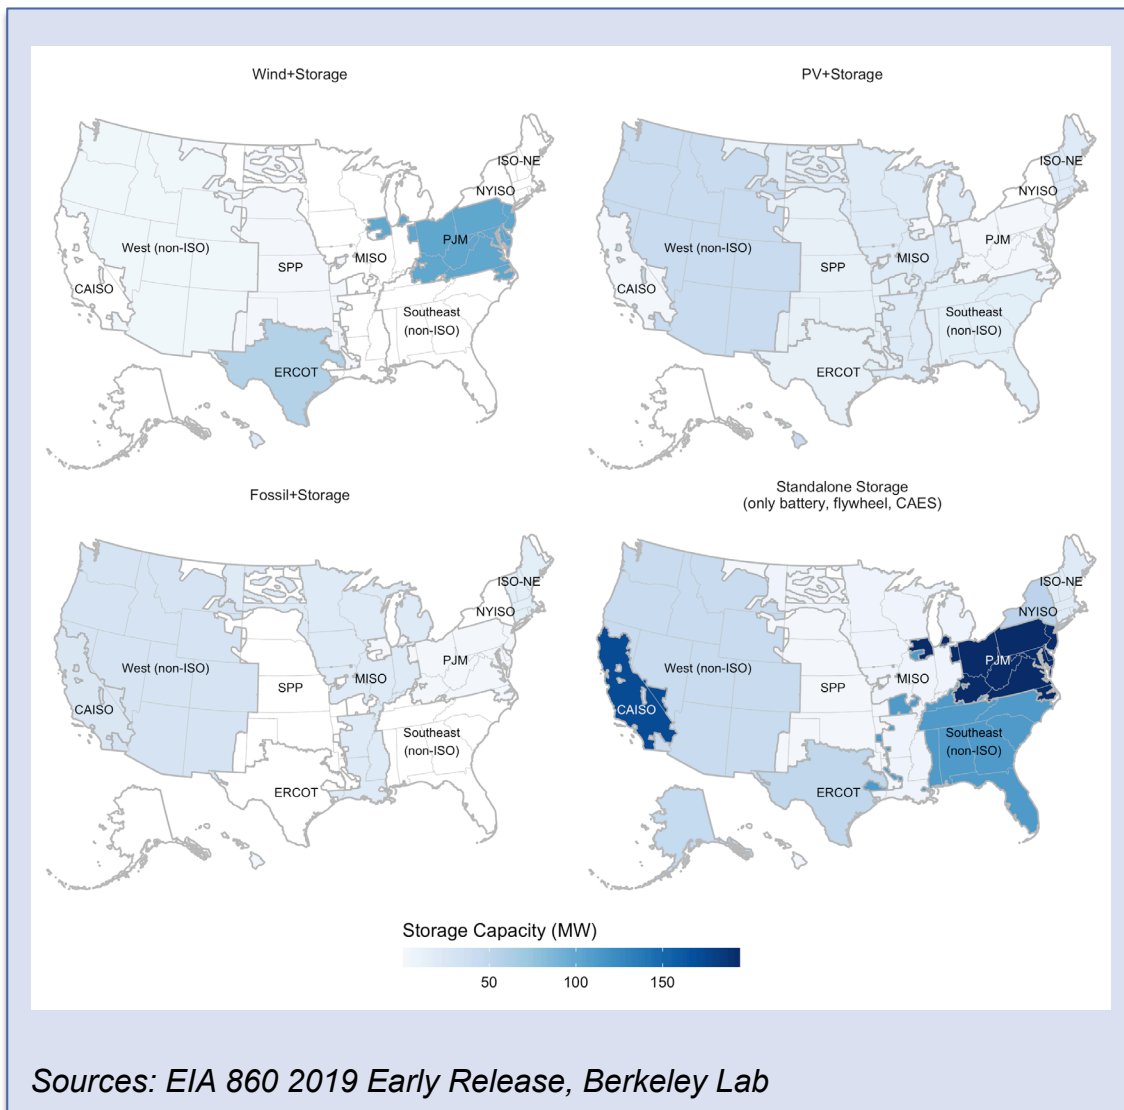 Wind+Storage
ISO-NE
NYISO
PJM
West (non-ISO)
SPP
MISO
CAISO
Southeast
(non-ISO)
ERCOT
PV+Storage
ISO-NE
NYISO
PJM
West (non-ISO)
SPP
MISO
CAISO
Southeast
(non-ISO)
ERCOT
Fossil+Storage
ISO-NE
NYISO
PJM
West (non-ISO)
SPP
MISO
CAISO
Southeast
(non-ISO)
ERCOT
Standalone Storage
(only battery, flywheel, CAES)
ISO-NE
NYISO
PJM
West (non-ISO)
SPP
MISO
CAISO
Southeast
(non-ISO)
ERCOT
Storage Capacity (MW)
50 100 150
Sources: EIA 860 2019 Early Release, Berkeley Lab